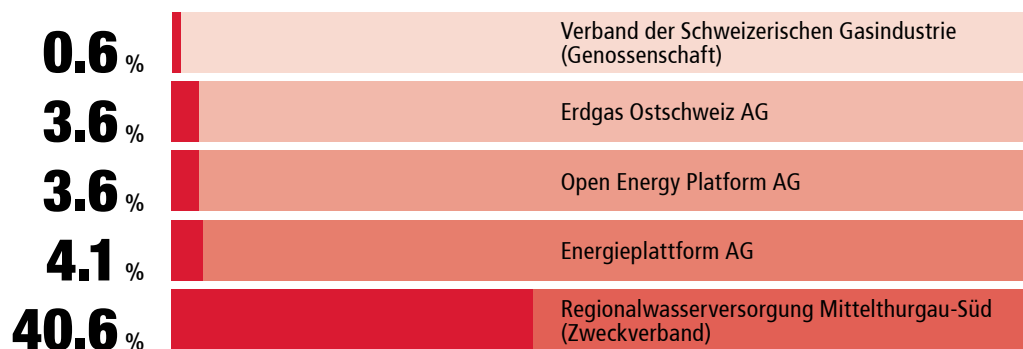 0.6 %
Verband der Schweizerischen Gasindustrie
(Genossenschaft)
3.6 %
Erdgas Ostschweiz AG
3.6 %
Open Energy Platform AG
4.1 %
Energieplattform AG
40.6 %
Regionalwasserversorgung Mittelthurgau-Süd
(Zweckverband)